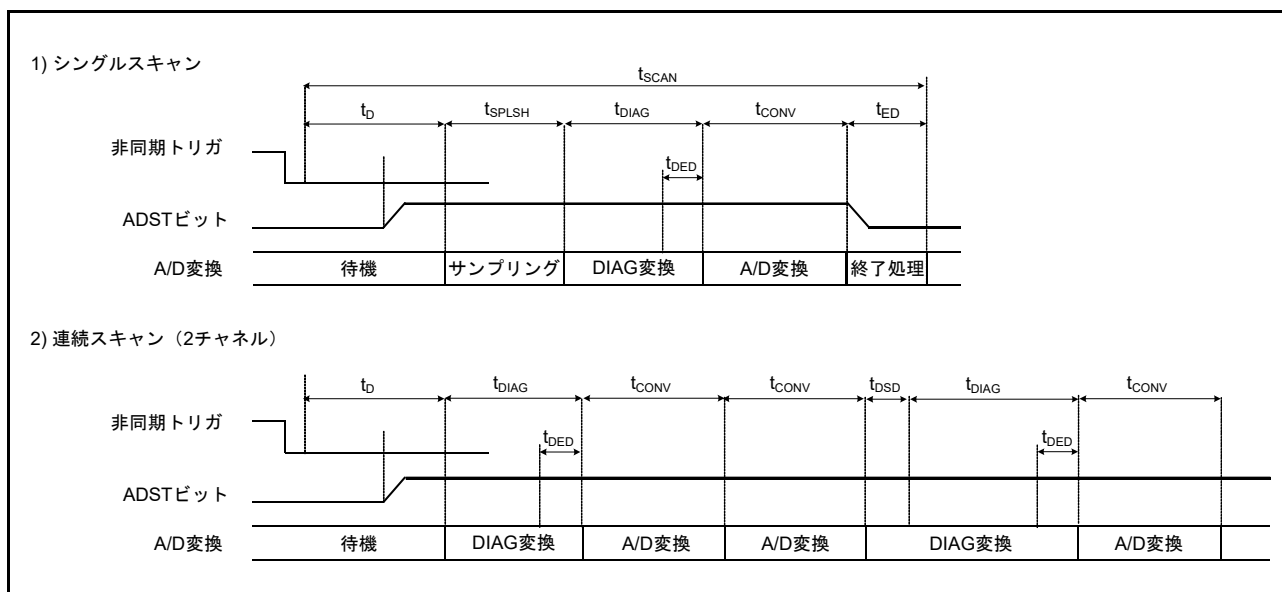 1) シングルスキャン
tSCAN
tD tSPLSH tDIAG tCONV tED
非同期トリガ
tDED
ADSTビット
A/D変換 待機 サンプリング DIAG変換 A/D変換 終了処理
2) 連続スキャン（2チャネル）
tD tDIAG tCONV tCONV tDSD tDIAG tCONV
非同期トリガ
tDED tDED
ADSTビット
A/D変換 待機 DIAG変換 A/D変換 A/D変換 DIAG変換 A/D変換